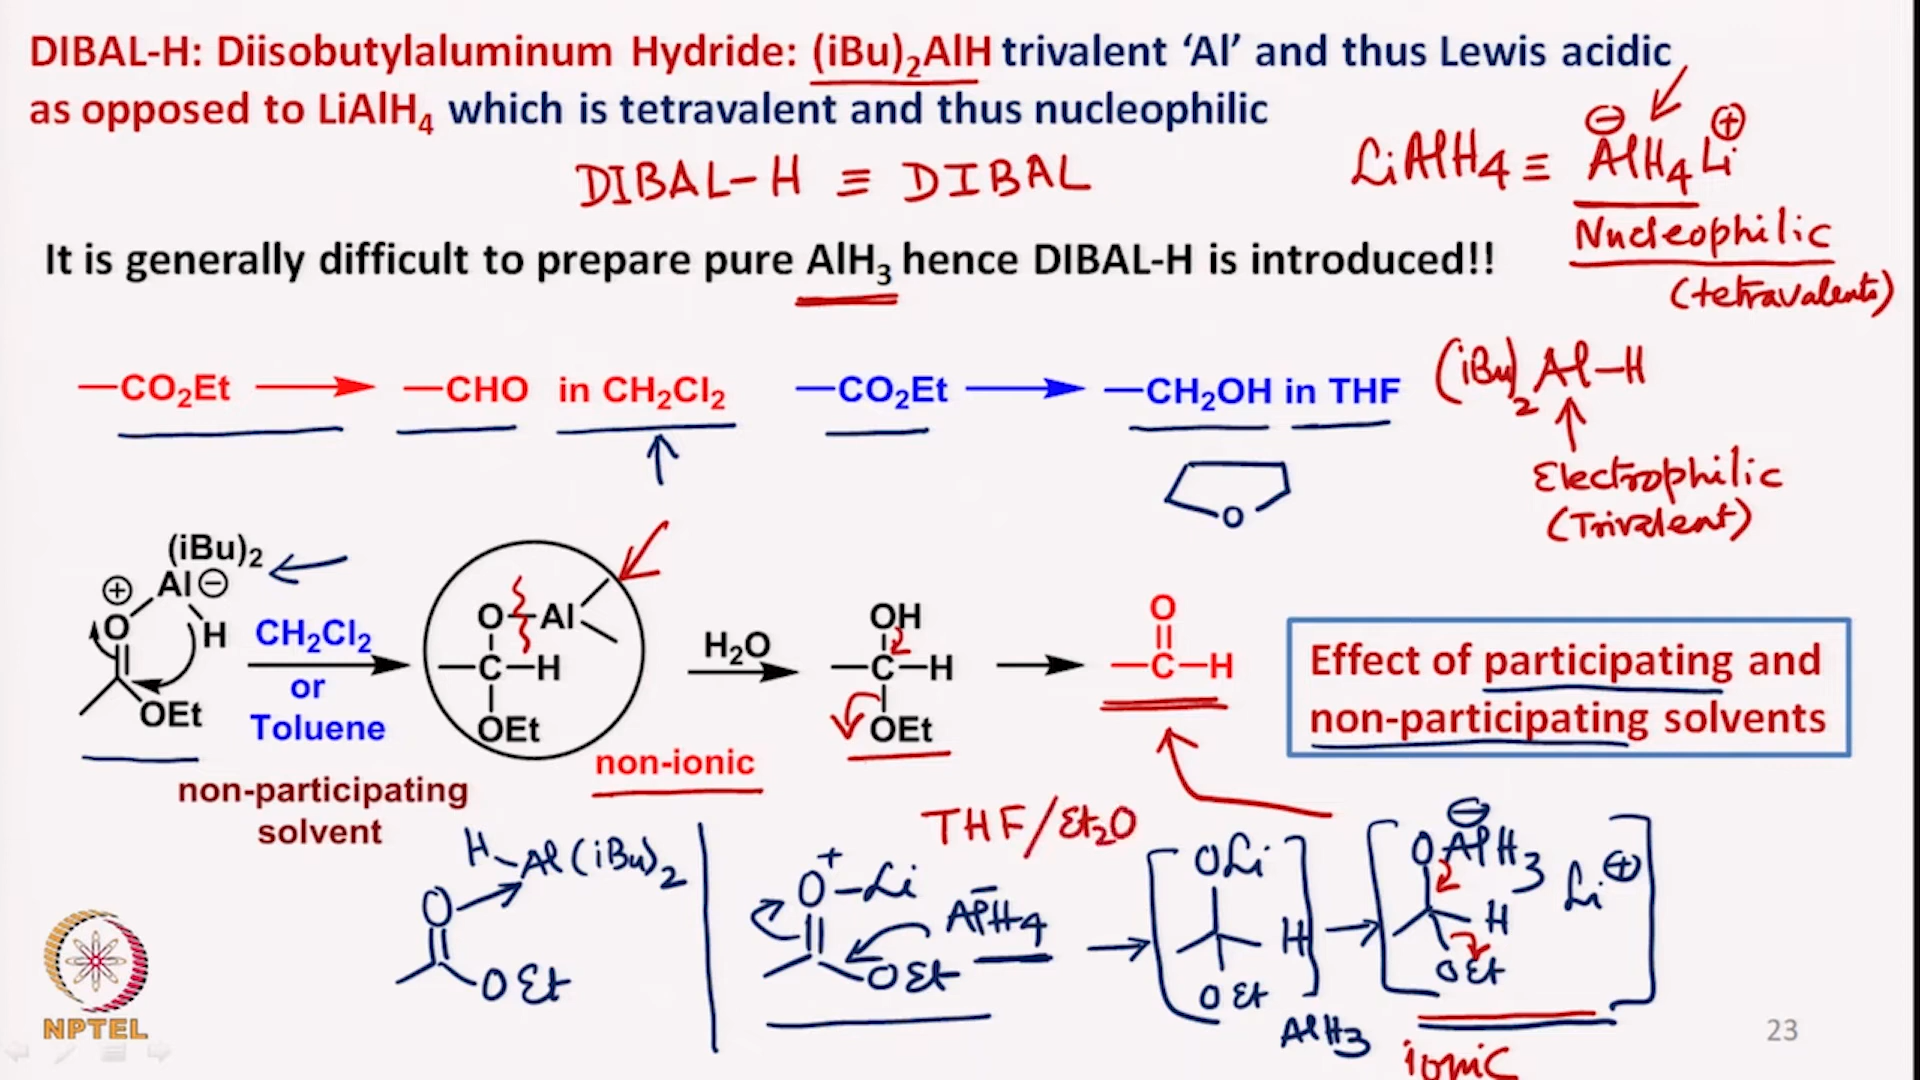 DIBAL-H: Diisobutylaluminum Hydride: (iBu)₂AlH trivalent ‘Al’ and thus Lewis acidic
as opposed to LiAlH₄ which is tetravalent and thus nucleophilic
DIBAL-H ≡ DIBAL
LiAlH₄ ≡ ⊖AlH₄ Li⊕
Nucleophilic
(tetravalents)
It is generally difficult to prepare pure AlH₃ hence DIBAL-H is introduced!!
—CO₂Et → —CHO in CH₂Cl₂
—CO₂Et → —CH₂OH in THF
O
(iBu)₂Al-H
Electrophilic
(Trivalent)
(iBu)₂
⊕ Al⊖
O H
OEt
CH₂Cl₂
or
Toluene
non-participating
solvent
O-Al
—C—H
OEt
non-ionic
H₂O
OH
—C—H
OEt
O
—C—H
Effect of participating and
non-participating solvents
H-Al(iBu)₂
O
OEt
THF/Et₂O
+
O-Li
AlH₄
OEt
OLi
H
OEt
AlH₃
⊖
OAlH₃
Li⊕
H
OEt
ionic
NPTEL
23